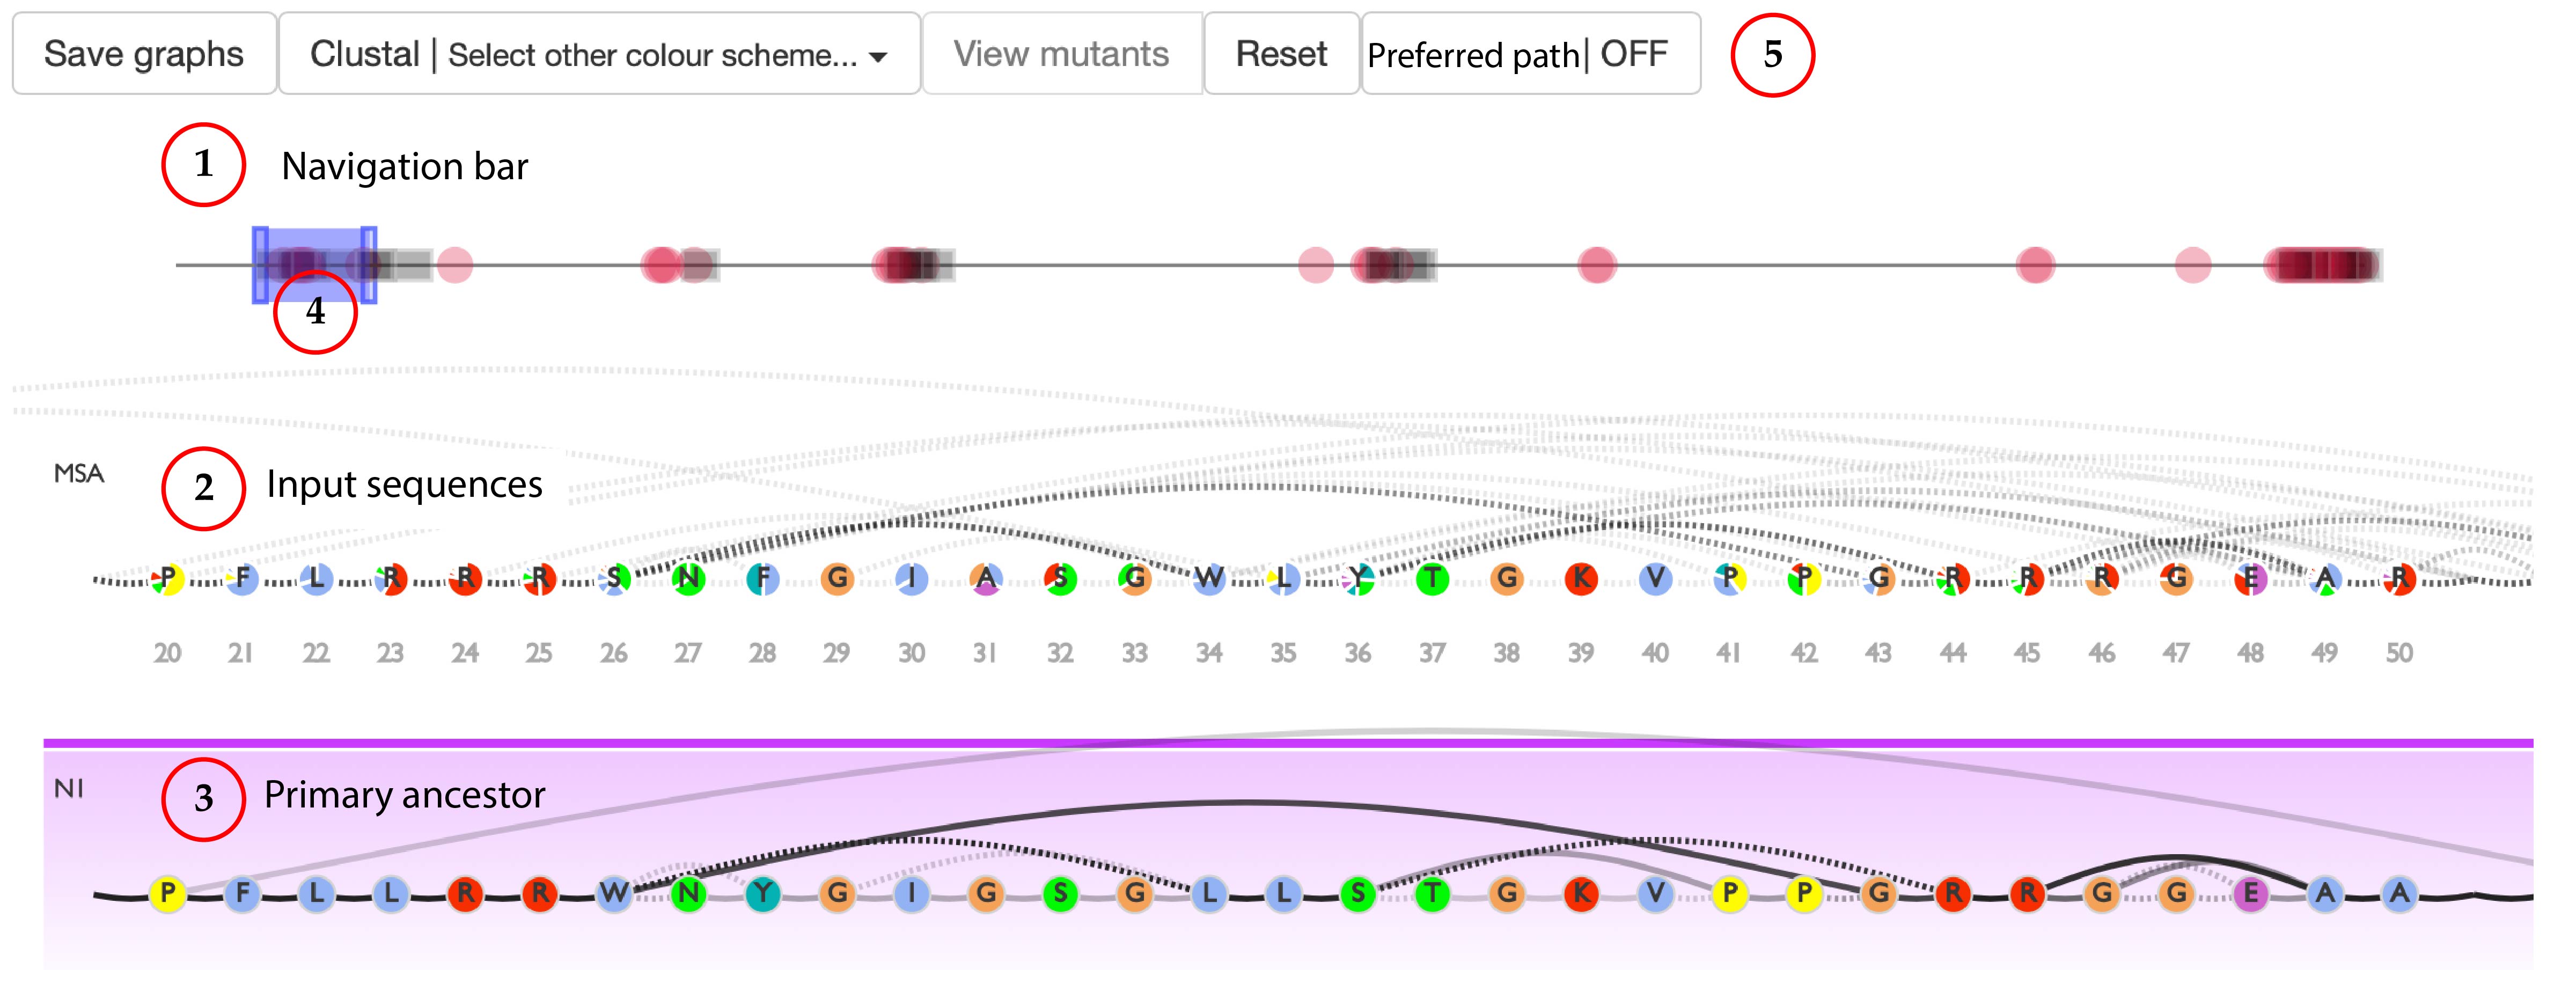 Save graphs Clustal | Select other colour scheme... View mutants Reset Preferred path| OFF 5
1 Navigation bar
4
MSA 2 Input sequences
P F L R R R S N F G I A S G W L Y T G K V P P G R R R G E A R
20 21 22 23 24 25 26 27 28 29 30 31 32 33 34 35 36 37 38 39 40 41 42 43 44 45 46 47 48 49 50
N1 3 Primary ancestor
P F L L R R W N Y G I G S G L L S T G K V P P G R R G G E A A